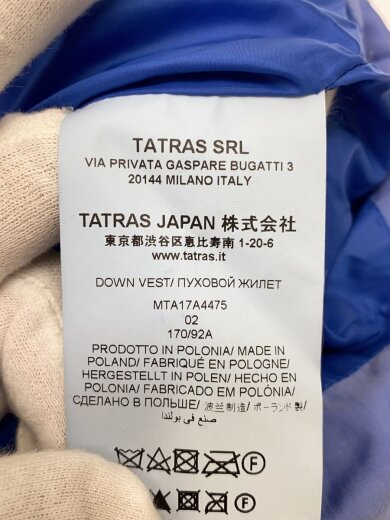 TATRAS SRL
VIA PRIVATA GASPARE BUGATTI 3
20144 MILANO ITALY
TATRAS JAPAN 株式会社
東京都渋谷区恵比寿南 1-20-6
www.tatras.it
DOWN VEST/ ПУХОВОЙ ЖИЛЕТ
MTA17A4475
02
170/92A
PRODOTTO IN POLONIA/ MADE IN
POLAND/ FABRIQUÉ EN POLOGNE/
HERGESTELLT IN POLEN/ HECHO EN
POLONIA/ FABRICADO EM POLÓNIA/
СДЕЛАНО В ПОЛЬШЕ/ 波兰制造/ ポーランド 製/
صنع في بولندا
F
F